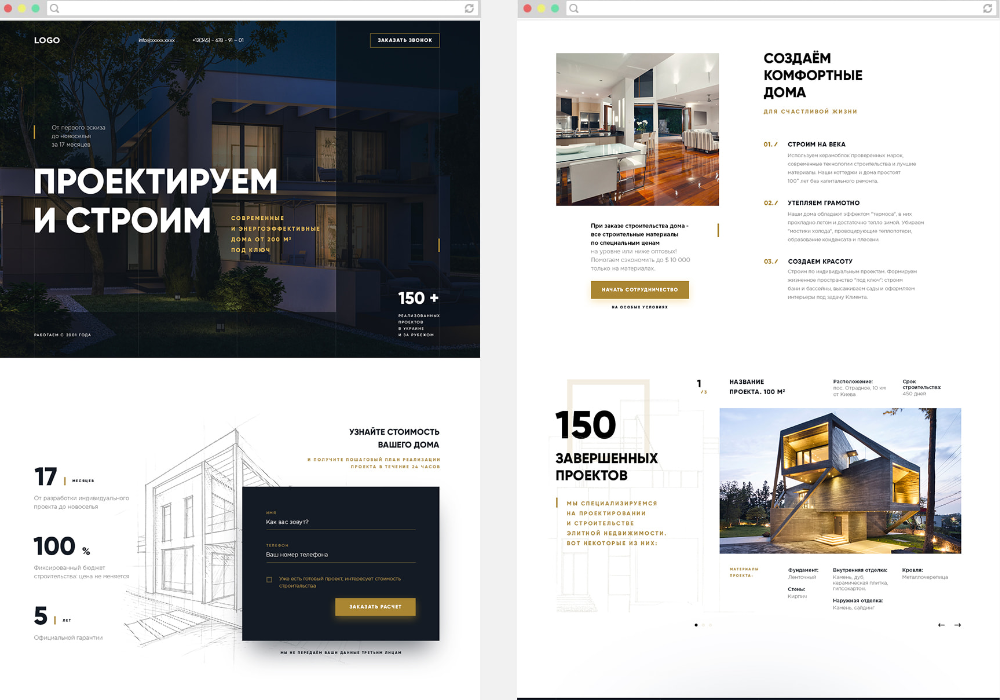 LOGO
+12(345) - 678 - 91 - 01
ЗАКАЗАТЬ ЗВОНОК
От первого эскиза
до новоселья
за 17 месяцев
ПРОЕКТИРУЕМ
И СТРОИМ
СОВРЕМЕННЫЕ
И ЭНЕРГОЭФФЕКТИВНЫЕ
ДОМА ОТ 300 М²
ПОД КЛЮЧ
150 +
РЕАЛИЗОВАННЫХ
ПРОЕКТОВ
В УКРАИНЕ
И ЗА РУБЕЖОМ
РАБОТАЕМ С 2001 ГОДА
УЗНАЙТЕ СТОИМОСТЬ
ВАШЕГО ДОМА
И ПОЛУЧИТЕ ПОШАГОВЫЙ ПЛАН РЕАЛИЗАЦИИ
ПРОЕКТА В ТЕЧЕНИЕ 24 ЧАСОВ
17 МЕСЯЦЕВ
От разработки индивидуального
проекта до новоселья
100 %
Фиксированный бюджет
строительства: цена не меняется
5 ЛЕТ
Официальной гарантии
ИМЯ
Как вас зовут?
ТЕЛЕФОН
Ваш номер телефона
Уже есть готовый проект, интересует стоимость
строительства
ЗАКАЗАТЬ РАСЧЕТ
МЫ НЕ ПЕРЕДАЁМ ВАШИ ДАННЫЕ ТРЕТЬИМ ЛИЦАМ
СОЗДАЁМ
КОМФОРТНЫЕ
ДОМА
ДЛЯ СЧАСТЛИВОЙ ЖИЗНИ
01. / СТРОИМ НА ВЕКА
Используем керамоблок проверенных марок,
современные технологии строительства и лучшие
материалы. Наши коттеджи и дома простоят
100⁺ лет без капитального ремонта.
02. / УТЕПЛЯЕМ ГРАМОТНО
Наши дома обладают эффектом "термоса", в них
прохладно летом и достаточно тепло зимой. Убираем
"мостики холода", провоцирующие теплопотери,
образование конденсата и плесени.
03. / СОЗДАЕМ КРАСОТУ
Строим по индивидуальным проектам. Формируем
жизненное пространство "под ключ": строим
бани и бассейны, высаживаем сады и оформляем
интерьеры под задачу Клиента.
При заказе строительства дома -
все строительные материалы
по специальным ценам
на уровне или ниже оптовых!
Помогаем сэкономить до $ 10 000
только на материалах.
НАЧАТЬ СОТРУДНИЧЕСТВО
НА ОСОБЫХ УСЛОВИЯХ
1 / 3
НАЗВАНИЕ
ПРОЕКТА. 100 М²
Расположение:
пос. Отрадное, 10 км
от Киева
Срок
строительства:
450 дней
150
ЗАВЕРШЕННЫХ
ПРОЕКТОВ
МЫ СПЕЦИАЛИЗИРУЕМСЯ
НА ПРОЕКТИРОВАНИИ
И СТРОИТЕЛЬСТВЕ
ЭЛИТНОЙ НЕДВИЖИМОСТИ.
ВОТ НЕКОТОРЫЕ ИЗ НИХ:
МАТЕРИАЛЫ
ПРОЕКТА:
Фундамент:
Ленточный
Стены:
Кирпич
Внутренняя отделка:
Камень, дуб,
керамическая плитка,
гипсокартон
Наружная отделка:
Камень, сайдинг
Кровля:
Металлочерепица